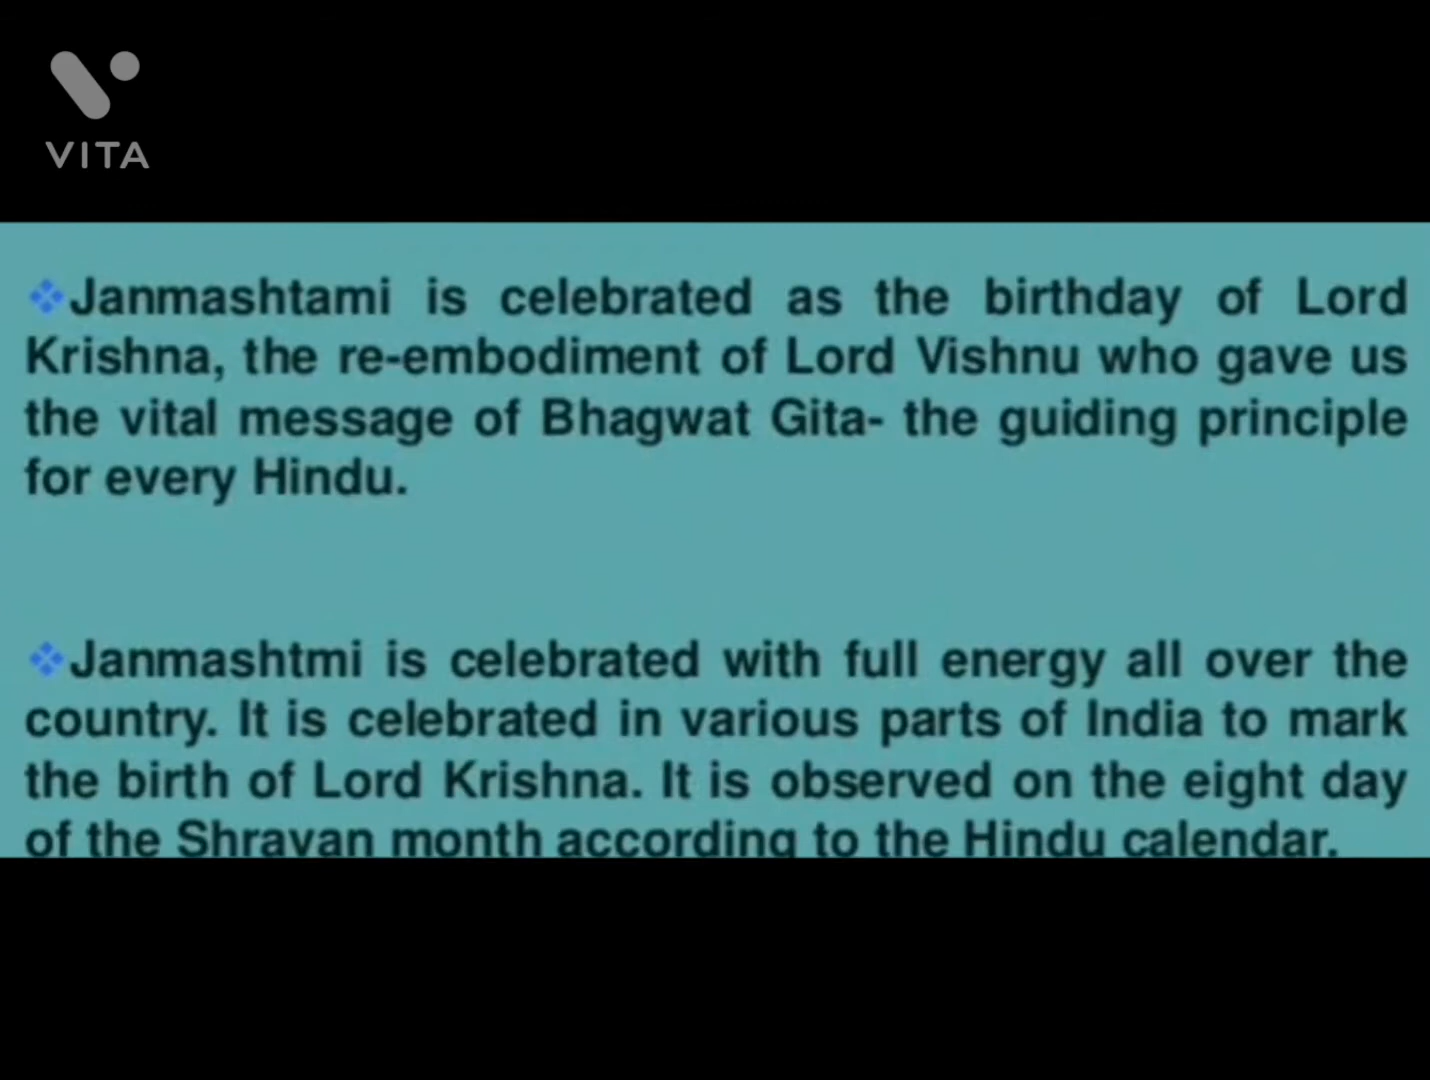 VITA
❖Janmashtami is celebrated as the birthday of Lord
Krishna, the re-embodiment of Lord Vishnu who gave us
the vital message of Bhagwat Gita- the guiding principle
for every Hindu.
❖Janmashtmi is celebrated with full energy all over the
country. It is celebrated in various parts of India to mark
the birth of Lord Krishna. It is observed on the eight day
of the Shravan month according to the Hindu calendar.